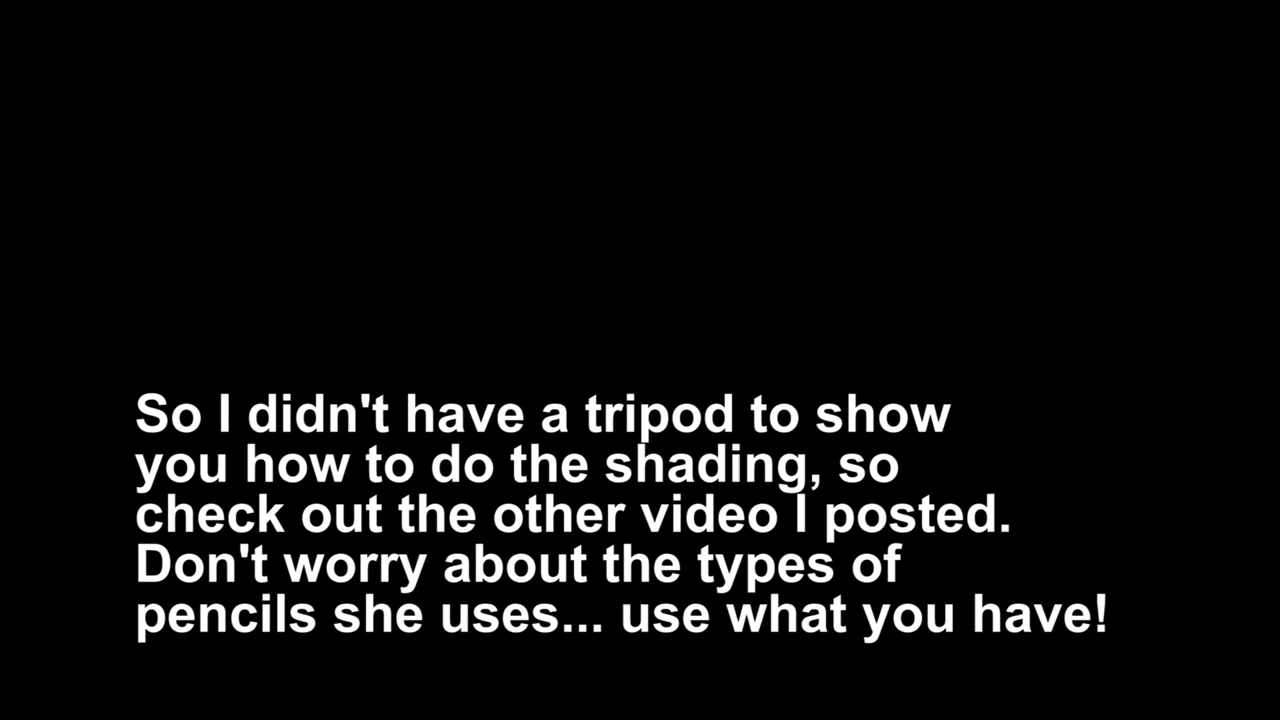 So I didn't have a tripod to show
you how to do the shading, so
check out the other video I posted.
Don't worry about the types of
pencils she uses... use what you have!